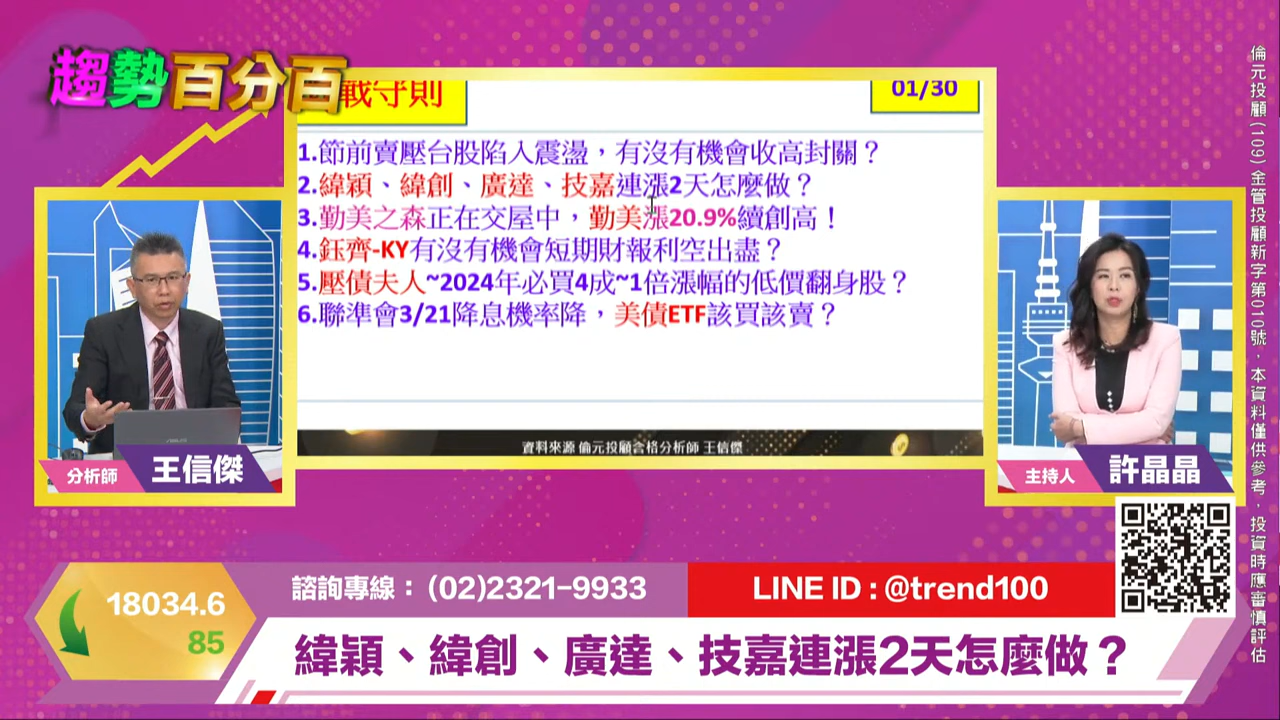 趨勢百分百
戰守則
01/30
1.節前賣壓台股陷入震盪，有沒有機會收高封關？
2.緯穎、緯創、廣達、技嘉連漲2天怎麼做？
3.勤美之森正在交屋中，勤美漲20.9%續創高！
4.鈺齊-KY有沒有機會短期財報利空出盡？
5.壓債夫人~2024年必買4成~1倍漲幅的低價翻身股？
6.聯準會3/21降息機率降，美債ETF該買該賣？
資料來源 倫元投顧合格分析師 王信傑
分析師 王信傑
主持人 許晶晶
倫元投顧(109)金管投顧新字第010號，本資料僅供參考，投資時應審慎評估
18034.6
85
諮詢專線：(02)2321-9933
LINE ID : @trend100
緯穎、緯創、廣達、技嘉連漲2天怎麼做？